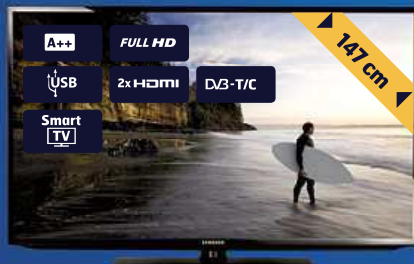 A++
FULL HD
147 cm
USB
2x HDMI
DVB-T/C
Smart
TV
SAMSUNG